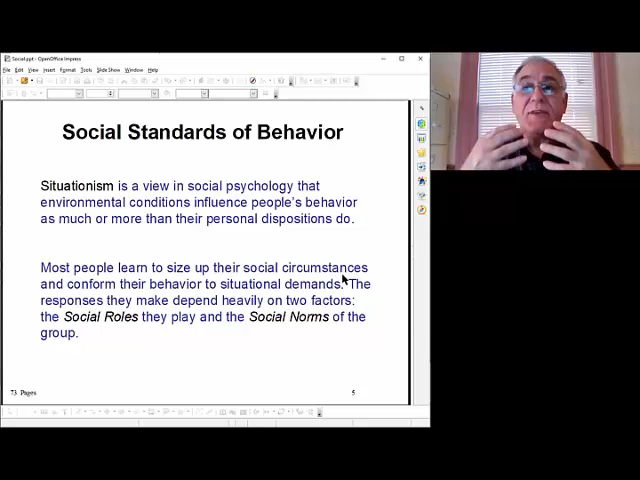 Social.ppt - OpenOffice Impress
File Edit View Insert Format Tools Slide Show Window Help
Social Standards of Behavior
Situationism is a view in social psychology that
environmental conditions influence people's behavior
as much or more than their personal dispositions do.
Most people learn to size up their social circumstances
and conform their behavior to situational demands. The
responses they make depend heavily on two factors:
the Social Roles they play and the Social Norms of the
group.
73 Pages
5